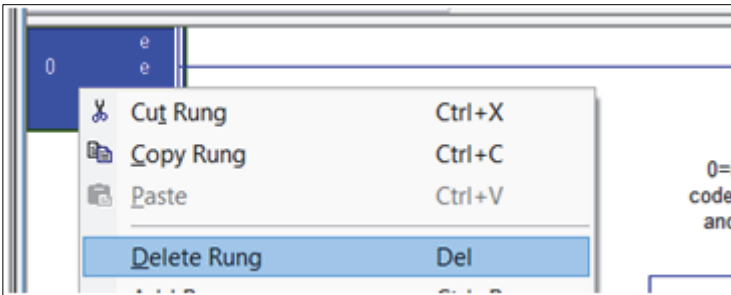 e
0 e
Cut Rung Ctrl+X
Copy Rung Ctrl+C
Paste Ctrl+V
Delete Rung Del
0=
code
and